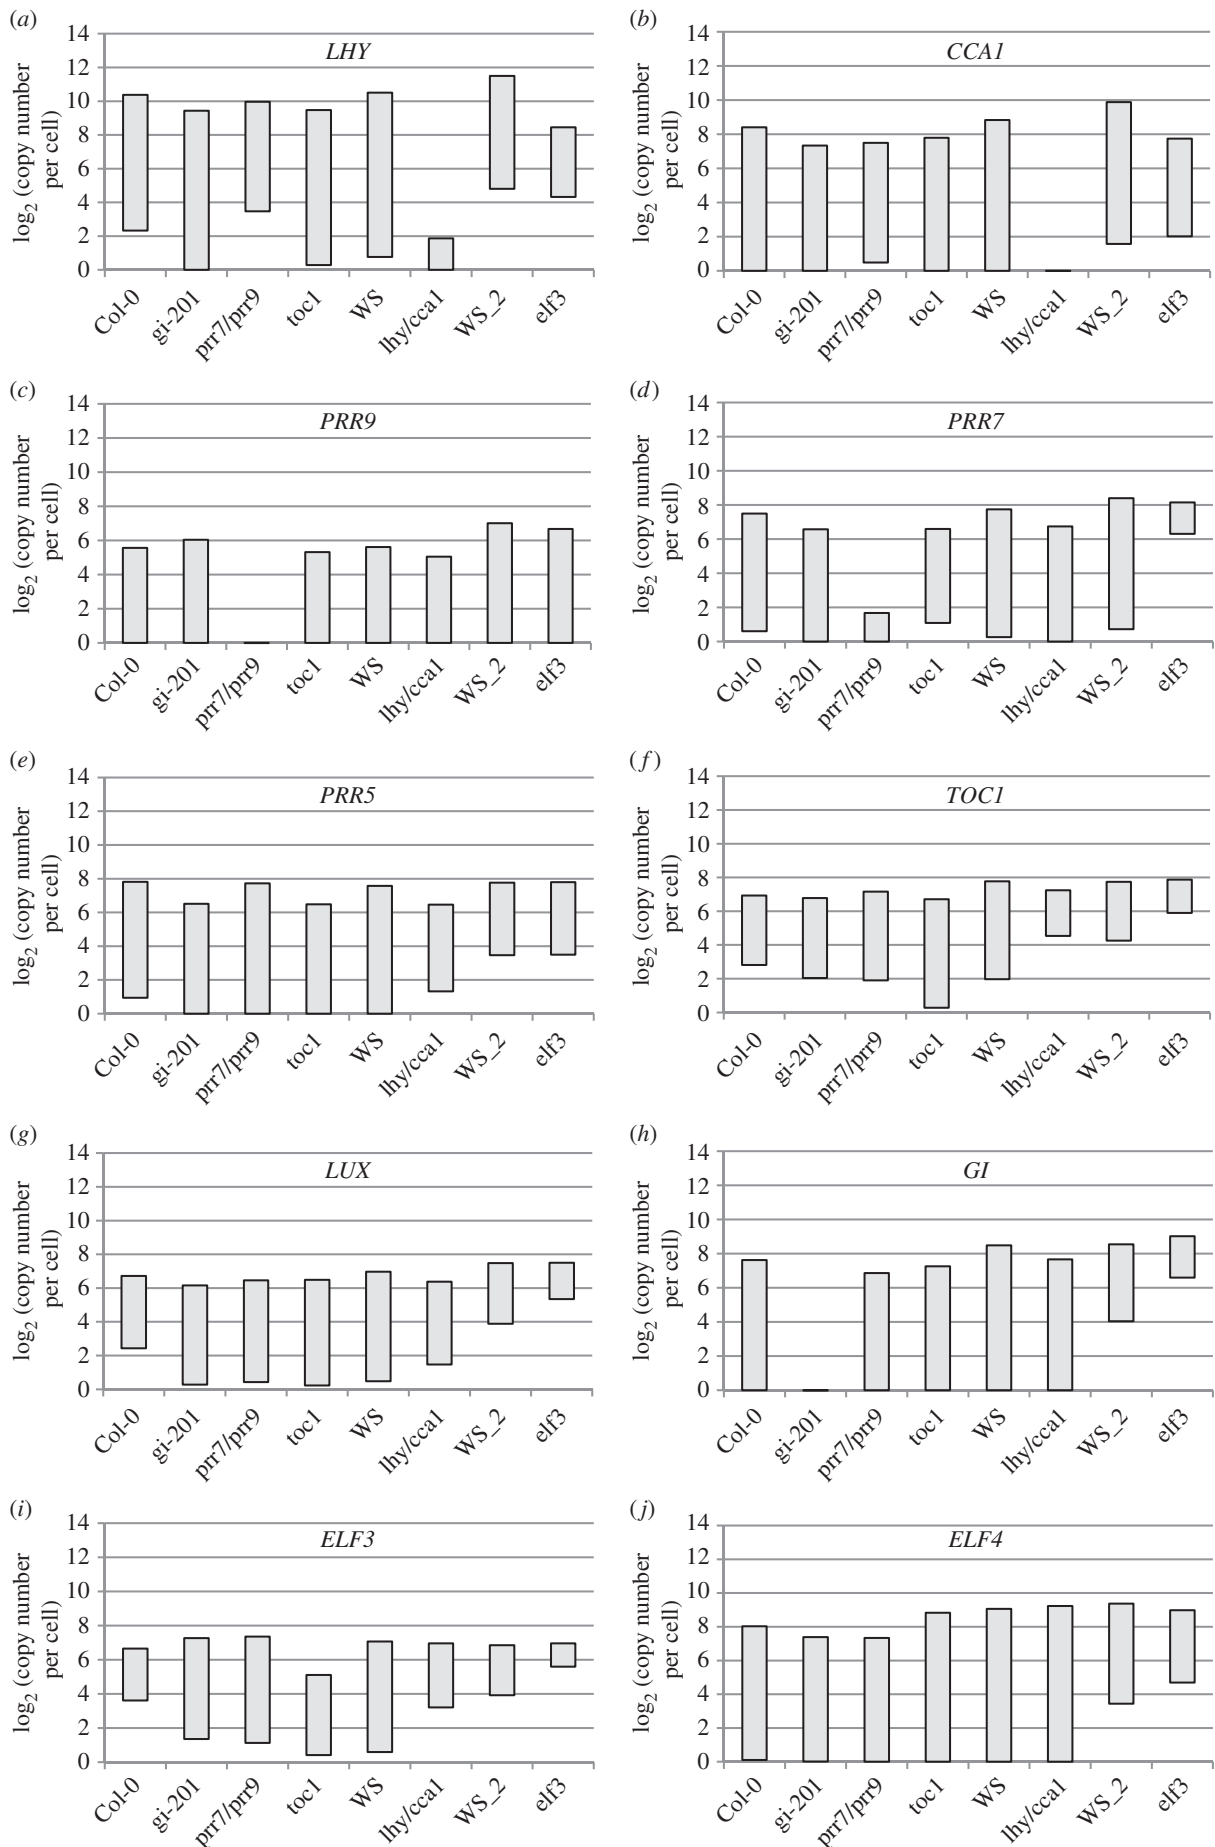 (a)
LHY
log2 (copy number
per cell)
14
12
10
8
6
4
2
0
Col-0
gi-201
prr7/prr9
toc1
WS
lhy/cca1
WS_2
elf3
(b)
CCA1
log2 (copy number
per cell)
14
12
10
8
6
4
2
0
Col-0
gi-201
prr7/prr9
toc1
WS
lhy/cca1
WS_2
elf3
(c)
PRR9
log2 (copy number
per cell)
14
12
10
8
6
4
2
0
Col-0
gi-201
prr7/prr9
toc1
WS
lhy/cca1
WS_2
elf3
(d)
PRR7
log2 (copy number
per cell)
14
12
10
8
6
4
2
0
Col-0
gi-201
prr7/prr9
toc1
WS
lhy/cca1
WS_2
elf3
(e)
PRR5
log2 (copy number
per cell)
14
12
10
8
6
4
2
0
Col-0
gi-201
prr7/prr9
toc1
WS
lhy/cca1
WS_2
elf3
(f)
TOC1
log2 (copy number
per cell)
14
12
10
8
6
4
2
0
Col-0
gi-201
prr7/prr9
toc1
WS
lhy/cca1
WS_2
elf3
(g)
LUX
log2 (copy number
per cell)
14
12
10
8
6
4
2
0
Col-0
gi-201
prr7/prr9
toc1
WS
lhy/cca1
WS_2
elf3
(h)
GI
log2 (copy number
per cell)
14
12
10
8
6
4
2
0
Col-0
gi-201
prr7/prr9
toc1
WS
lhy/cca1
WS_2
elf3
(i)
ELF3
log2 (copy number
per cell)
14
12
10
8
6
4
2
0
Col-0
gi-201
prr7/prr9
toc1
WS
lhy/cca1
WS_2
elf3
(j)
ELF4
log2 (copy number
per cell)
14
12
10
8
6
4
2
0
Col-0
gi-201
prr7/prr9
toc1
WS
lhy/cca1
WS_2
elf3